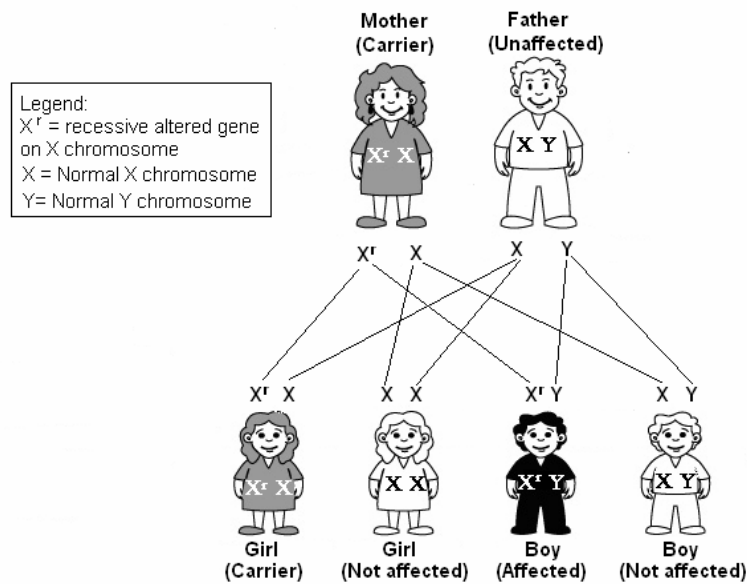 Mother Father
(Carrier) (Unaffected)
Legend:
Xʳ = recessive altered gene
on X chromosome
X = Normal X chromosome
Y= Normal Y chromosome
Xʳ X X Y
Xʳ X X Y
Xʳ X X X Xʳ Y X Y
Xʳ X X X Xʳ Y X Y
Girl Girl Boy Boy
(Carrier) (Not affected) (Affected) (Not affected)